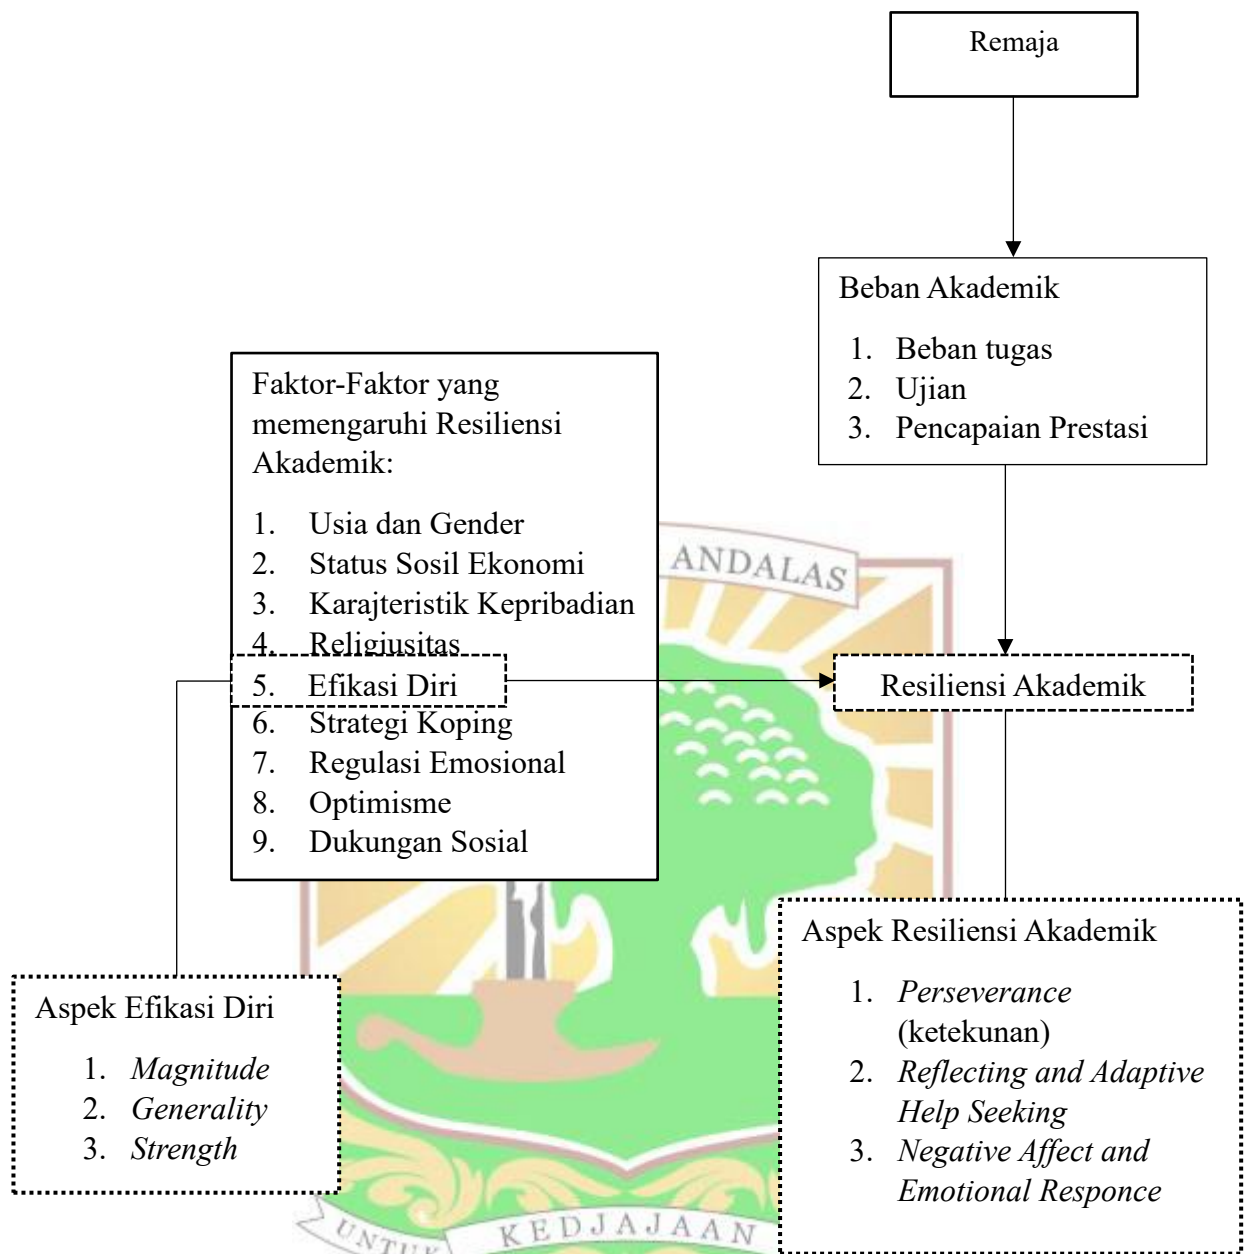 Remaja
Beban Akademik
1. Beban tugas
2. Ujian
3. Pencapaian Prestasi
Faktor-Faktor yang
memengaruhi Resiliensi
Akademik:
1. Usia dan Gender
2. Status Sosil Ekonomi
3. Karajteristik Kepribadian
4. Religiusitas
5. Efikasi Diri
6. Strategi Koping
7. Regulasi Emosional
8. Optimisme
9. Dukungan Sosial
ANDALAS
Resiliensi Akademik
Aspek Efikasi Diri
1. Magnitude
2. Generality
3. Strength
Aspek Resiliensi Akademik
1. Perseverance
(ketekunan)
2. Reflecting and Adaptive
Help Seeking
3. Negative Affect and
Emotional Responce
UNTUK KEDJAJAAN